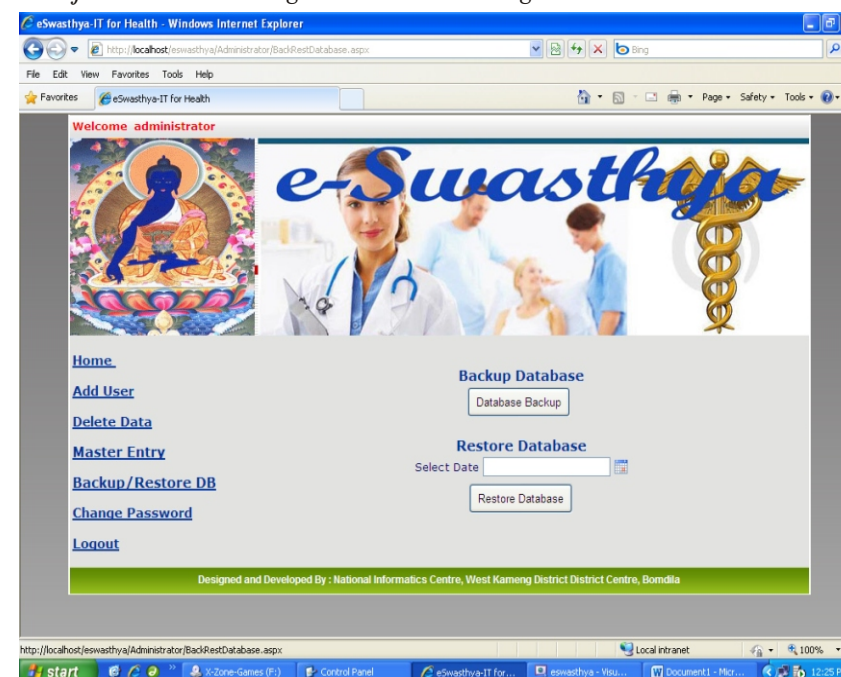 eSwasthya-IT for Health - Windows Internet Explorer
http://localhost/eswasthya/Administrator/BackRestDatabase.aspx
Bing
File Edit View Favorites Tools Help
Favorites eSwasthya-IT for Health Page Safety Tools
Welcome administrator
e-Swasthya
Home
Add User
Delete Data
Master Entry
Backup/Restore DB
Change Password
Logout
Backup Database
Database Backup
Restore Database
Select Date
Restore Database
Designed and Developed By : National Informatics Centre, West Kameng District District Centre, Bomdila
http://localhost/eswasthya/Administrator/BackRestDatabase.aspx Local intranet 100%
start X-Zone-Games (F:) Control Panel eSwasthya-IT for... eswasthya - Visu... Document1 - Micr... 12:25 P